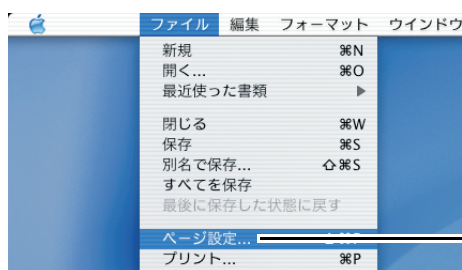 ファイル 編集 フォーマット ウインドウ
新規 ⌘N
開く... ⌘O
最近使った書類 ▶
閉じる ⌘W
保存 ⌘S
別名で保存... ⇧⌘S
すべてを保存
最後に保存した状態に戻す
ページ設定...
プリント... ⌘P